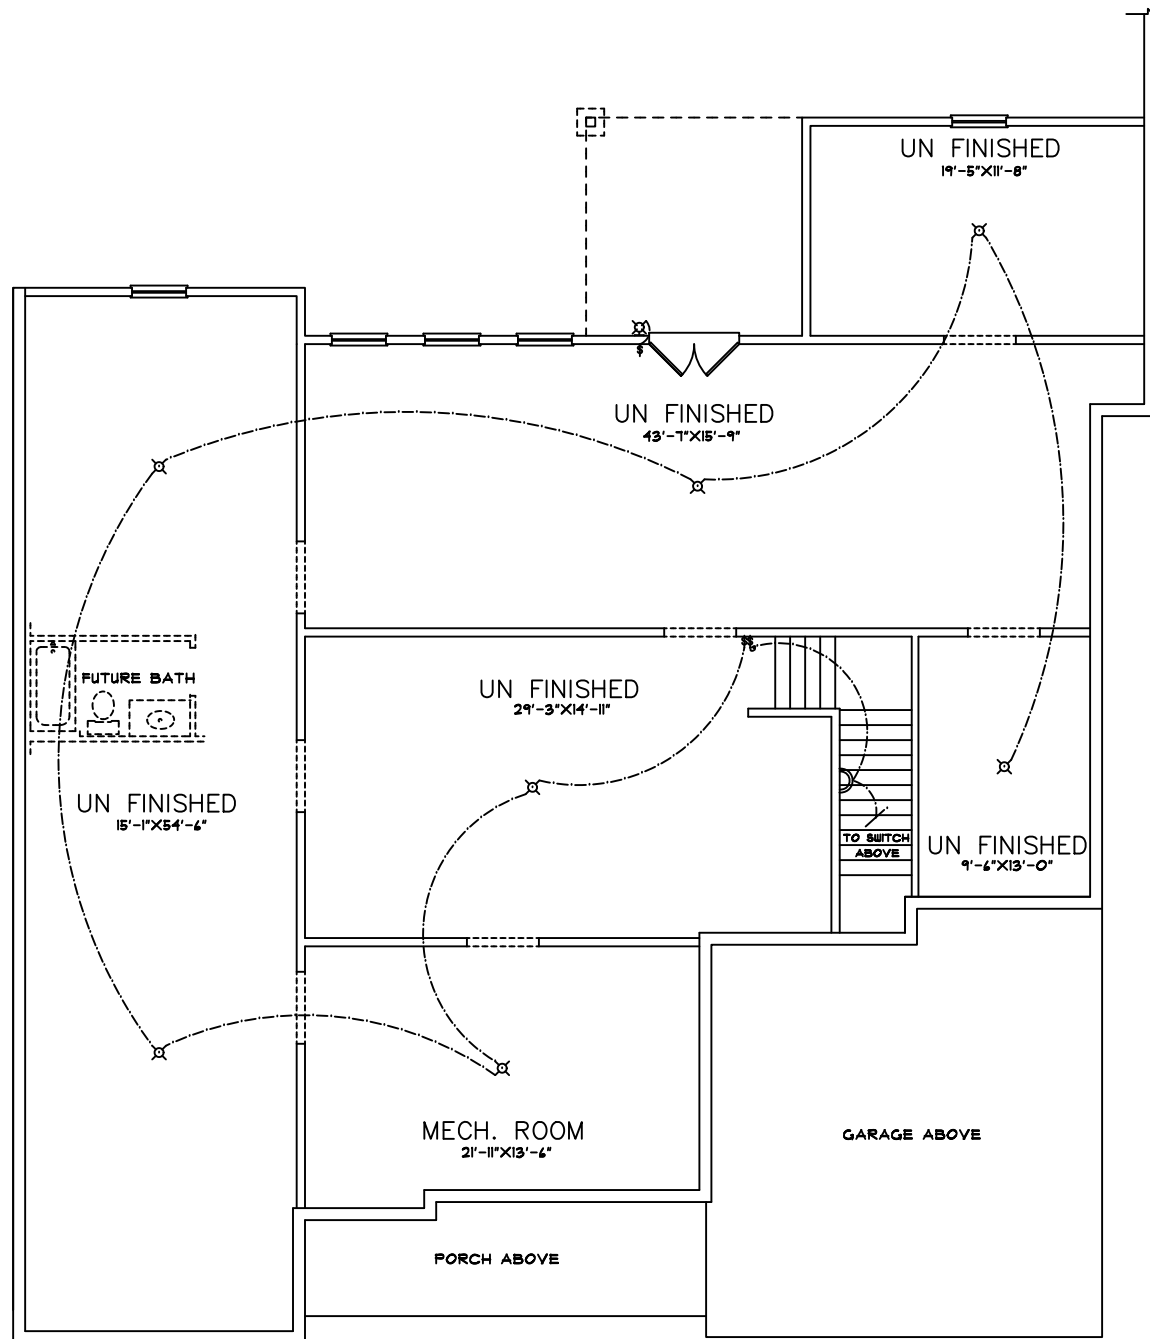 UN FINISHED
19'-5"X11'-8"
UN FINISHED
43'-7"X15'-9"
$
FUTURE BATH
UN FINISHED
29'-3"X14'-11"
UN FINISHED
15'-1"X54'-6"
TO SWITCH
ABOVE
UN FINISHED
9'-6"X13'-0"
MECH. ROOM
21'-11"X13'-6"
GARAGE ABOVE
PORCH ABOVE